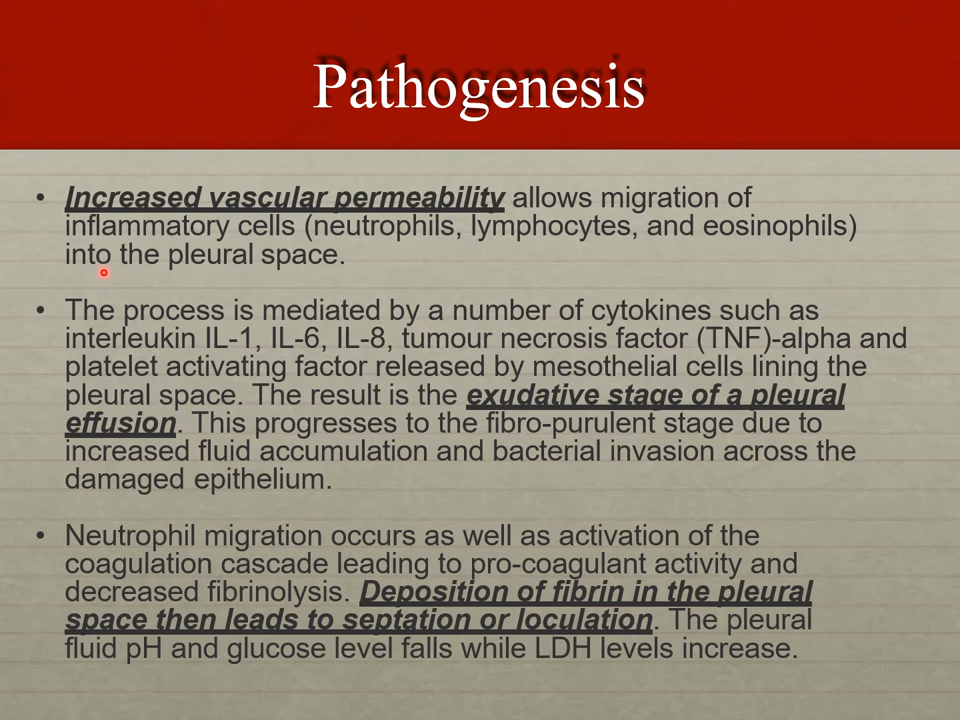 Pathogenesis
• Increased vascular permeability allows migration of
inflammatory cells (neutrophils, lymphocytes, and eosinophils)
into the pleural space.
• The process is mediated by a number of cytokines such as
interleukin IL-1, IL-6, IL-8, tumour necrosis factor (TNF)-alpha and
platelet activating factor released by mesothelial cells lining the
pleural space. The result is the exudative stage of a pleural
effusion. This progresses to the fibro-purulent stage due to
increased fluid accumulation and bacterial invasion across the
damaged epithelium.
• Neutrophil migration occurs as well as activation of the
coagulation cascade leading to pro-coagulant activity and
decreased fibrinolysis. Deposition of fibrin in the pleural
space then leads to septation or loculation. The pleural
fluid pH and glucose level falls while LDH levels increase.